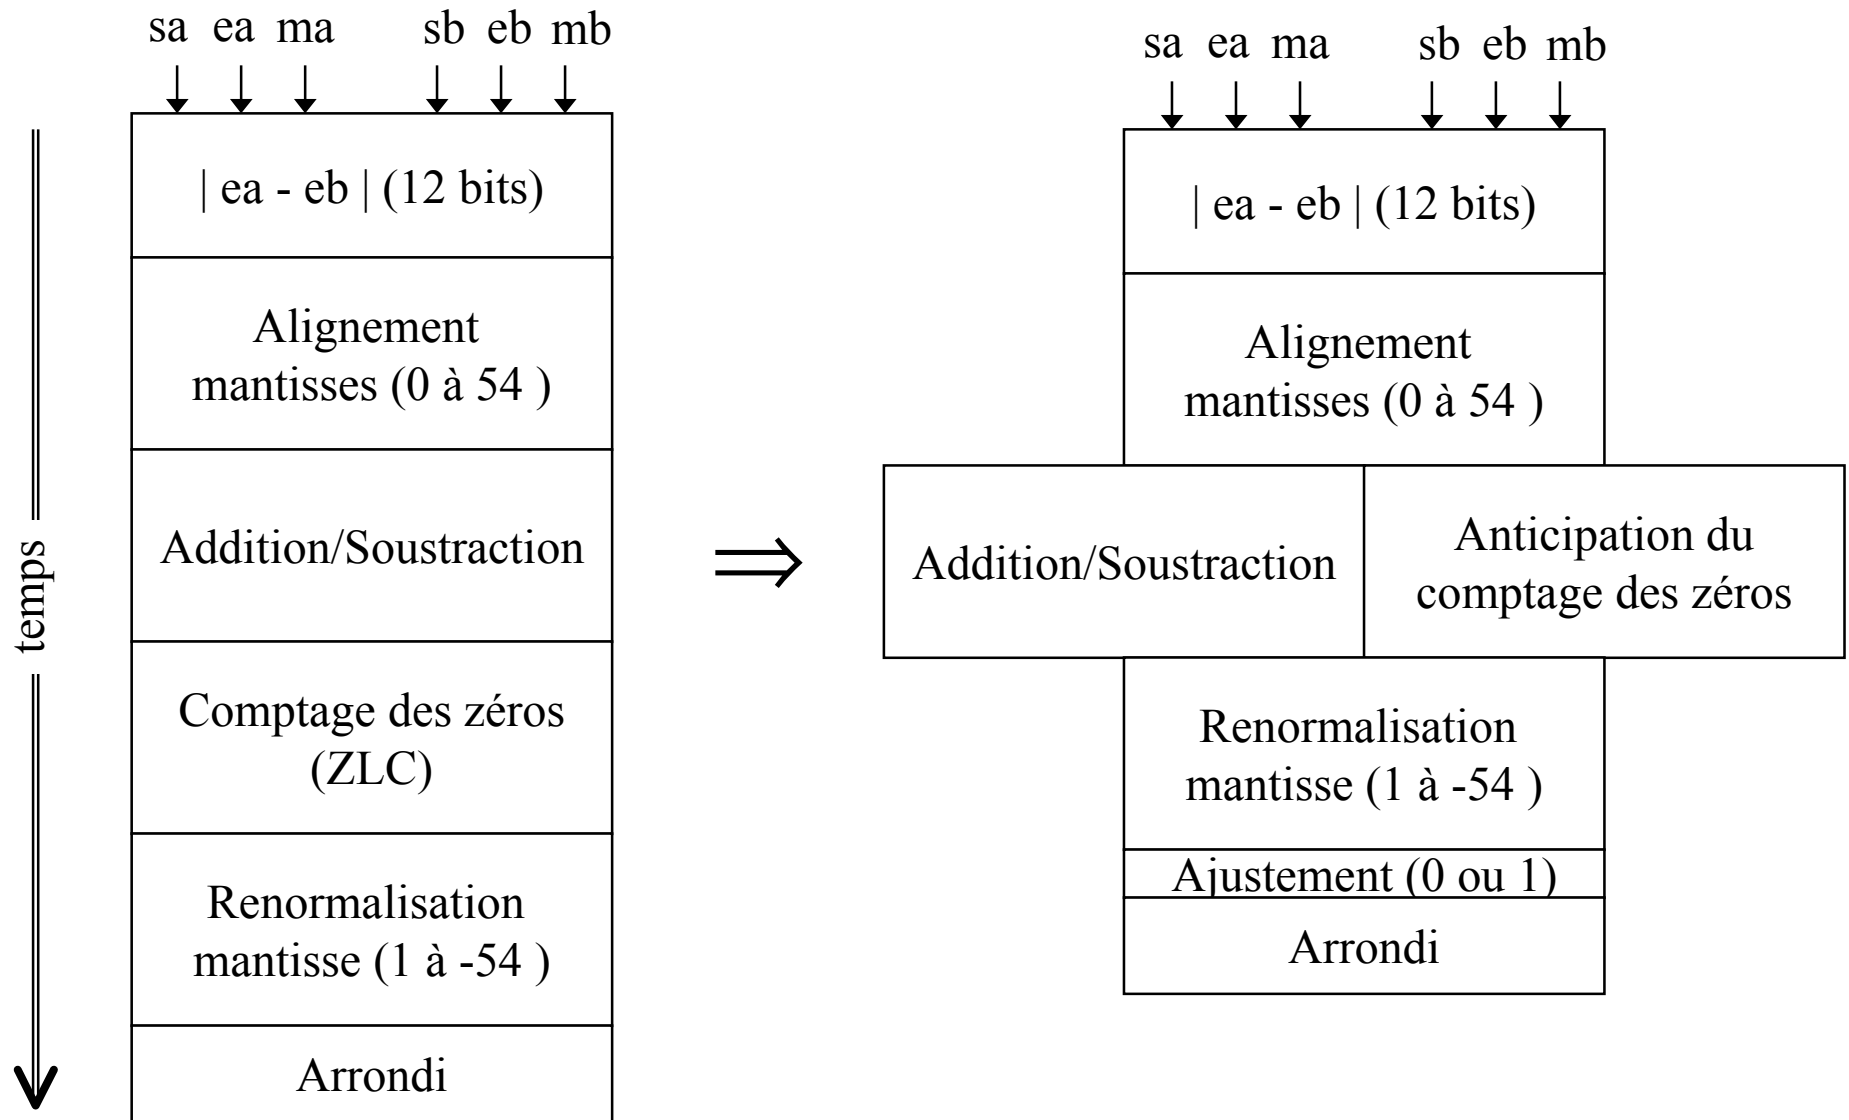 sa ea ma sb eb mb
| ea - eb | (12 bits)
Alignement
mantisses (0 à 54 )
Addition/Soustraction
Comptage des zéros
(ZLC)
Renormalisation
mantisse (1 à -54 )
Arrondi
temps
⇒
sa ea ma sb eb mb
| ea - eb | (12 bits)
Alignement
mantisses (0 à 54 )
Addition/Soustraction
Anticipation du
comptage des zéros
Renormalisation
mantisse (1 à -54 )
Ajustement (0 ou 1)
Arrondi